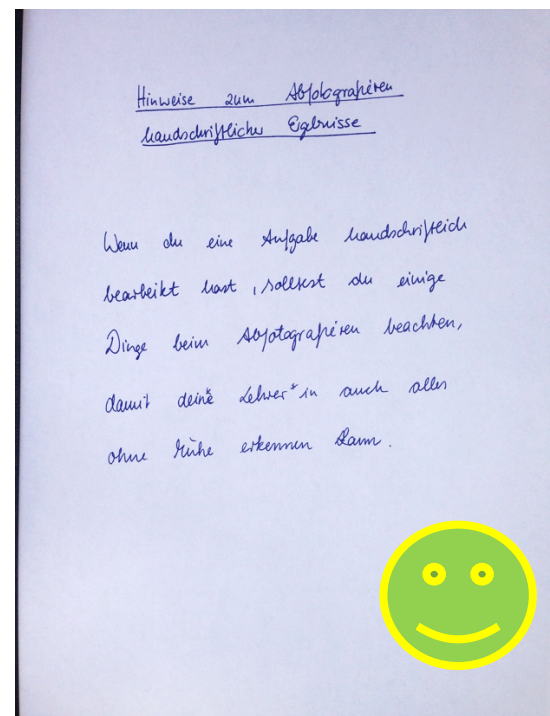 Hinweise zum Abfotografieren
handschriftlicher Ergebnisse
Wenn du eine Aufgabe handschriftlich
bearbeitet hast, solltest du einige
Dinge beim Abfotografieren beachten,
damit deine* Lehrer*in auch alles
ohne Mühe erkennen kann.